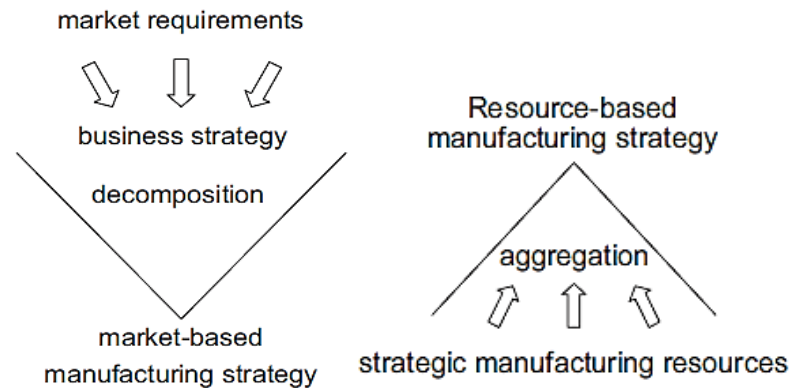 market requirements
business strategy
decomposition
market-based
manufacturing strategy
Resource-based
manufacturing strategy
aggregation
strategic manufacturing resources